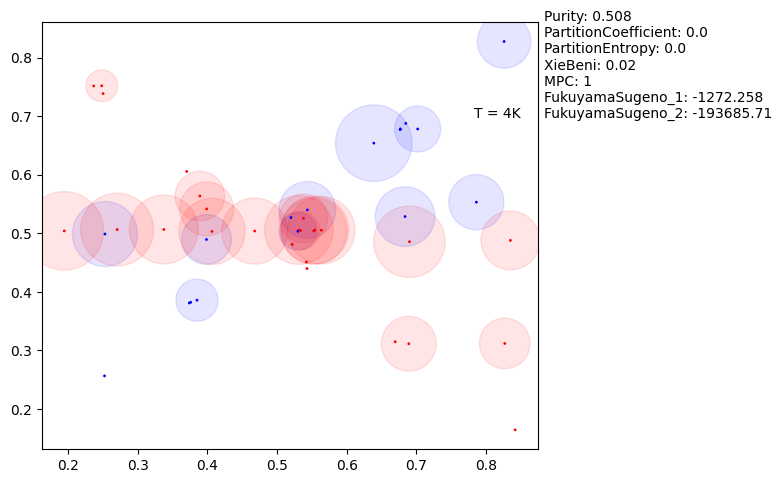 Purity: 0.508
PartitionCoefficient: 0.0
PartitionEntropy: 0.0
XieBeni: 0.02
MPC: 1
FukuyamaSugeno_1: -1272.258
FukuyamaSugeno_2: -193685.71
T = 4K
0.8
0.7
0.6
0.5
0.4
0.3
0.2
0.2 0.3 0.4 0.5 0.6 0.7 0.8